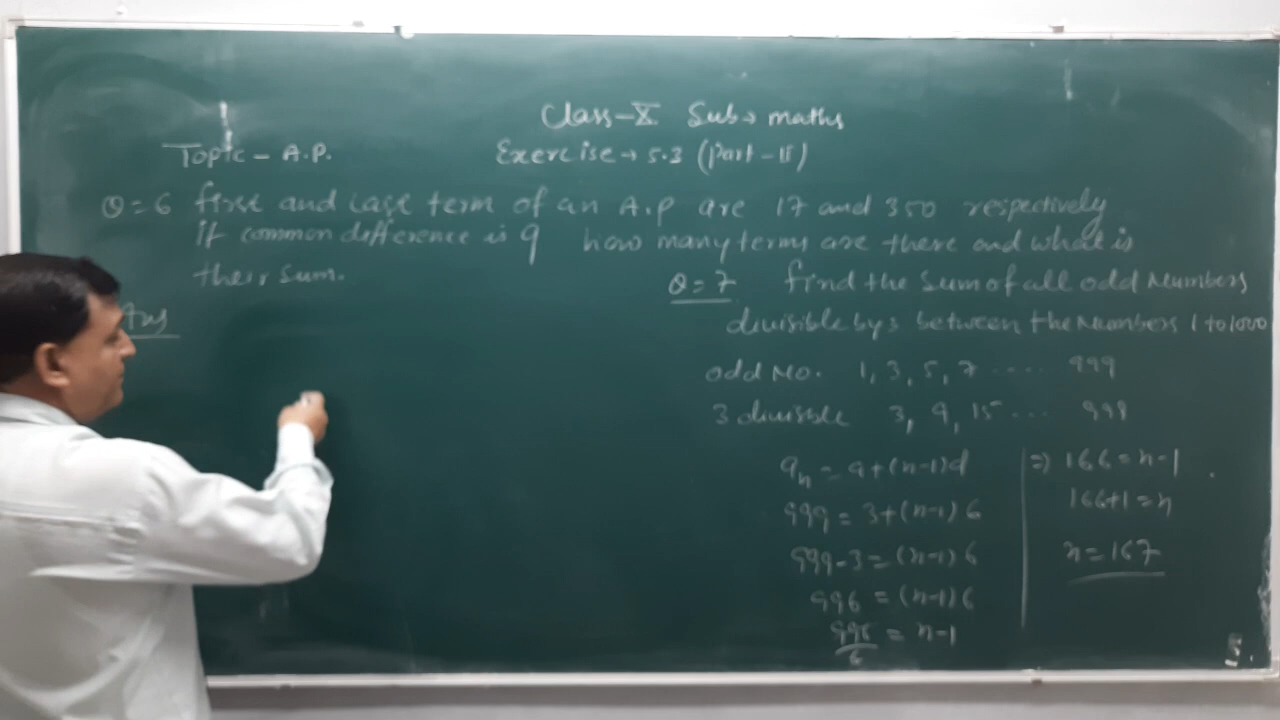 Class-X Sub→ maths
Topic - A.P.
Exercise→ 5.3 (Part-II)
Q=6 first and last term of an A.P are 17 and 350 respectively
if common difference is 9 how many terms are there and what is
their sum.
Ans
Q=7 find the sum of all odd numbers
divisible by 3 between the numbers 1 to 1000
odd No. 1, 3, 5, 7 .... 999
3 divisible 3, 9, 15 ... 999
an = a+(n-1)d
999 = 3+(n-1)6
999-3=(n-1)6
996 = (n-1)6
996/6 = n-1
⇒ 166=n-1
166+1=n
n=167